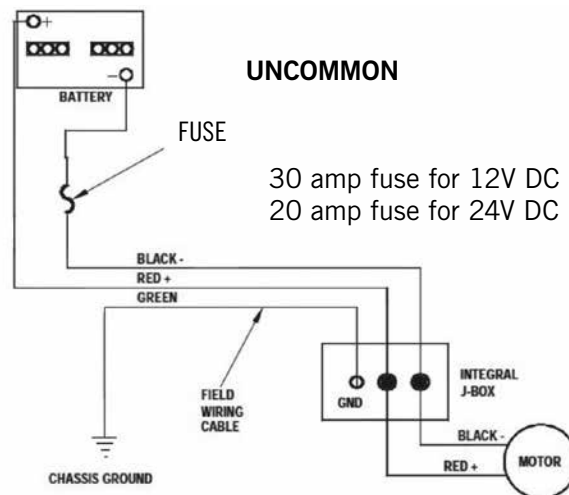 +
UNCOMMON
-
BATTERY
FUSE
30 amp fuse for 12V DC
20 amp fuse for 24V DC
BLACK -
RED +
GREEN
FIELD
WIRING
CABLE
GND
INTEGRAL
J-BOX
BLACK -
RED +
MOTOR
CHASSIS GROUND